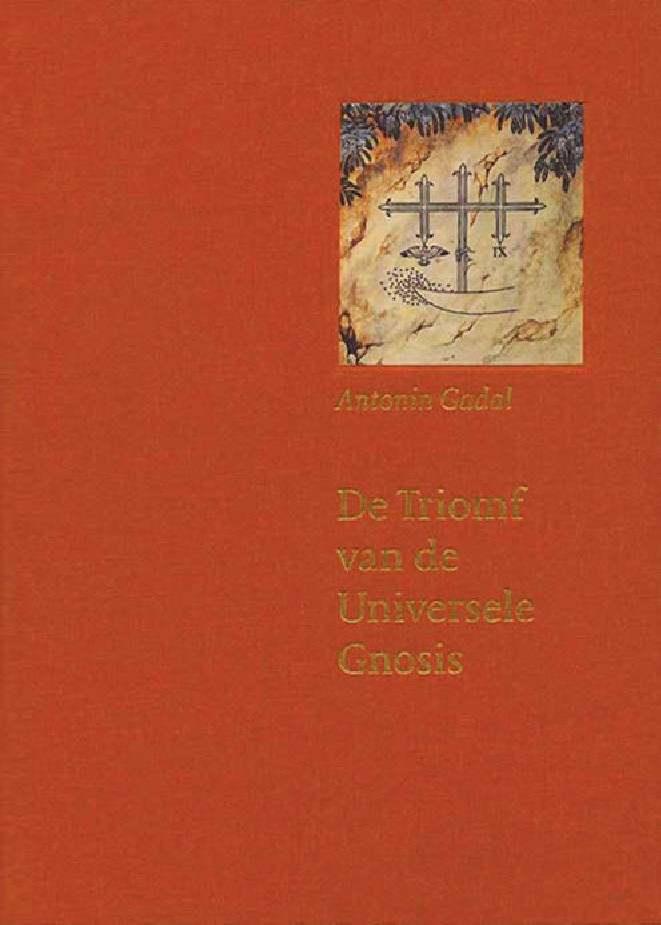 IX
Antonin Gadal
De Triomf
van de
Universele
Gnosis